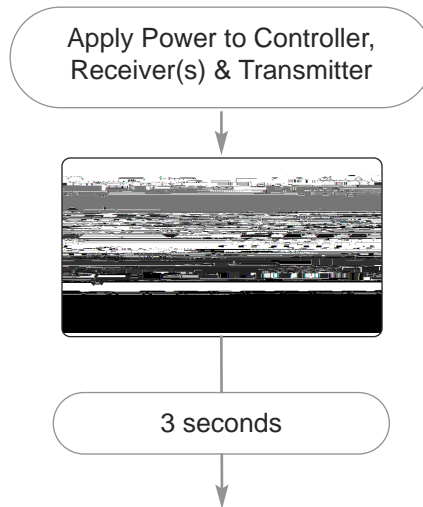 Apply Power to Controller,
Receiver(s) & Transmitter
3 seconds